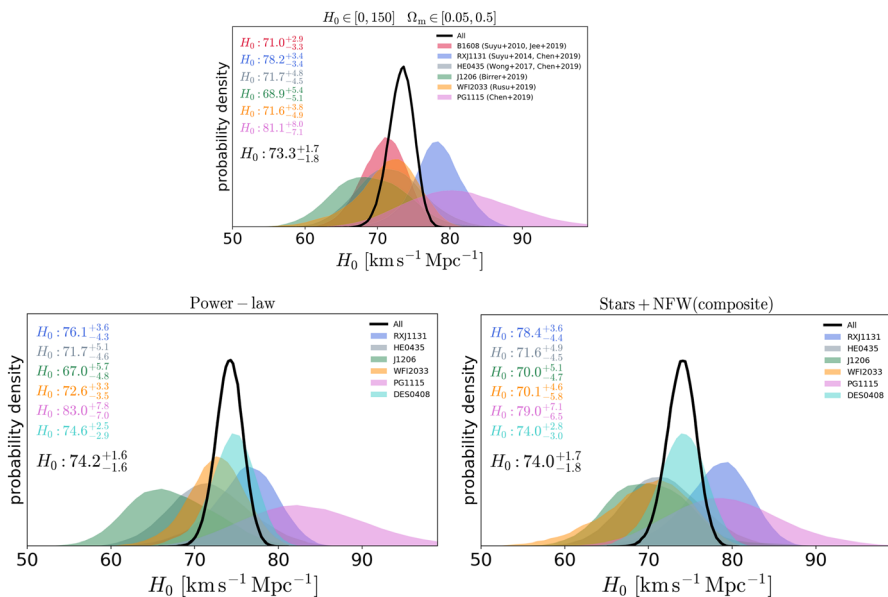 H₀ ∈ [0, 150] Ωₘ ∈ [0.05, 0.5]
H₀ : 71.0 +2.9 −3.3
H₀ : 78.2 +3.4 −3.4
H₀ : 71.7 +4.8 −4.5
H₀ : 68.9 +5.4 −5.1
H₀ : 71.6 +3.8 −4.9
H₀ : 81.1 +8.0 −7.1
H₀ : 73.3 +1.7 −1.8
All
B1608 (Suyu+2010, Jee+2019)
RXJ1131 (Suyu+2014, Chen+2019)
HE0435 (Wong+2017, Chen+2019)
J1206 (Birrer+2019)
WFI2033 (Rusu+2019)
PG1115 (Chen+2019)
probability density
50 60 70 80 90
H₀ [km s⁻¹ Mpc⁻¹]
Power − law
H₀ : 76.1 +3.6 −4.3
H₀ : 71.7 +5.1 −4.6
H₀ : 67.0 +5.7 −4.8
H₀ : 72.6 +3.3 −3.5
H₀ : 83.0 +7.8 −7.0
H₀ : 74.6 +2.5 −2.9
H₀ : 74.2 +1.6 −1.6
All
RXJ1131
HE0435
J1206
WFI2033
PG1115
DES0408
probability density
50 60 70 80 90
H₀ [km s⁻¹ Mpc⁻¹]
Stars + NFW(composite)
H₀ : 78.4 +3.6 −4.4
H₀ : 71.6 +4.9 −4.5
H₀ : 70.0 +5.1 −4.7
H₀ : 70.1 +4.6 −5.8
H₀ : 79.0 +7.1 −6.5
H₀ : 74.0 +2.8 −3.0
H₀ : 74.0 +1.7 −1.8
All
RXJ1131
HE0435
J1206
WFI2033
PG1115
DES0408
probability density
50 60 70 80 90
H₀ [km s⁻¹ Mpc⁻¹]